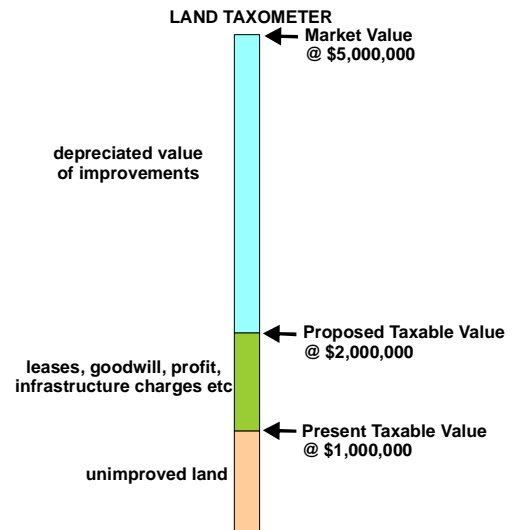 LAND TAXOMETER
Market Value
@ $5,000,000
depreciated value
of improvements
Proposed Taxable Value
@ $2,000,000
leases, goodwill, profit,
infrastructure charges etc
Present Taxable Value
@ $1,000,000
unimproved land